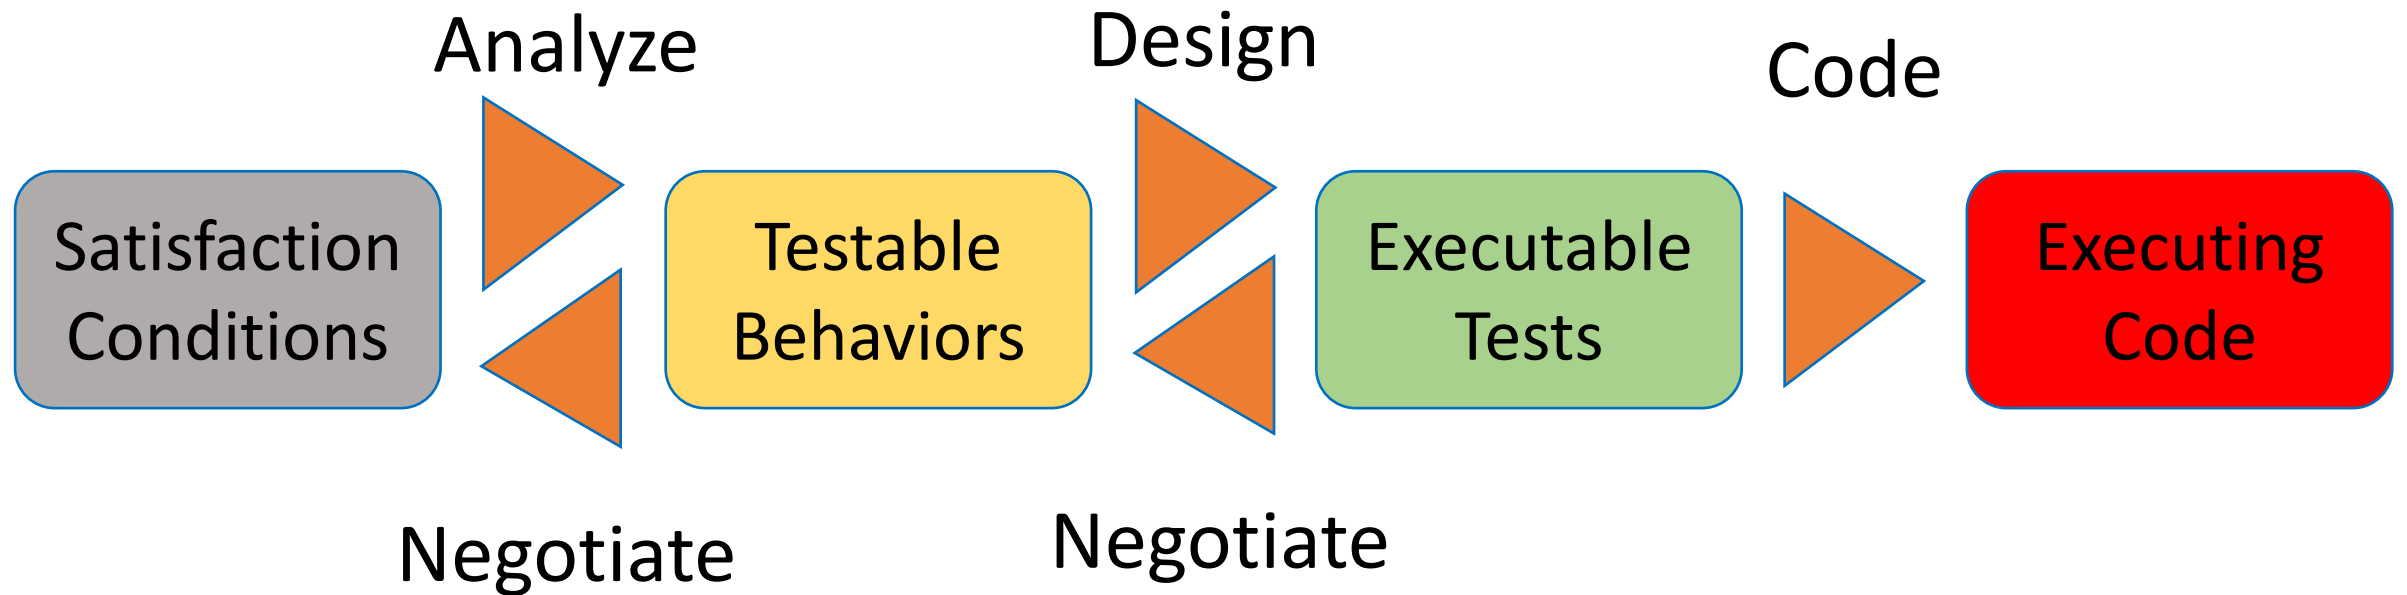 Analyze
Design
Code
Satisfaction
Conditions
Testable
Behaviors
Executable
Tests
Executing
Code
Negotiate
Negotiate